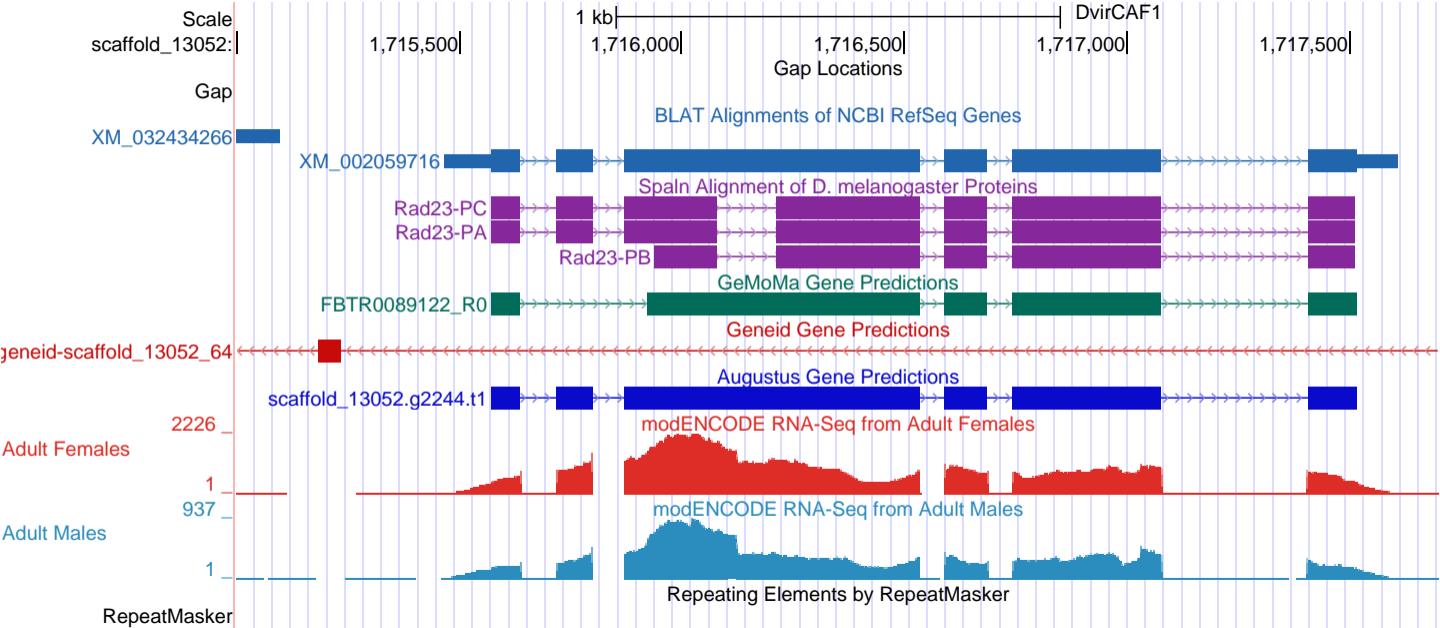 Scale 1 kb DvirCAF1
scaffold_13052: 1,715,500 1,716,000 1,716,500 1,717,000 1,717,500
Gap Locations
Gap
BLAT Alignments of NCBI RefSeq Genes
XM_032434266
XM_002059716
Spaln Alignment of D. melanogaster Proteins
Rad23-PC
Rad23-PA
Rad23-PB
GeMoMa Gene Predictions
FBTR0089122_R0
Geneid Gene Predictions
geneid-scaffold_13052_64
Augustus Gene Predictions
scaffold_13052.g2244.t1
modENCODE RNA-Seq from Adult Females
2226 _
Adult Females
1 _
modENCODE RNA-Seq from Adult Males
937 _
Adult Males
1 _
Repeating Elements by RepeatMasker
RepeatMasker